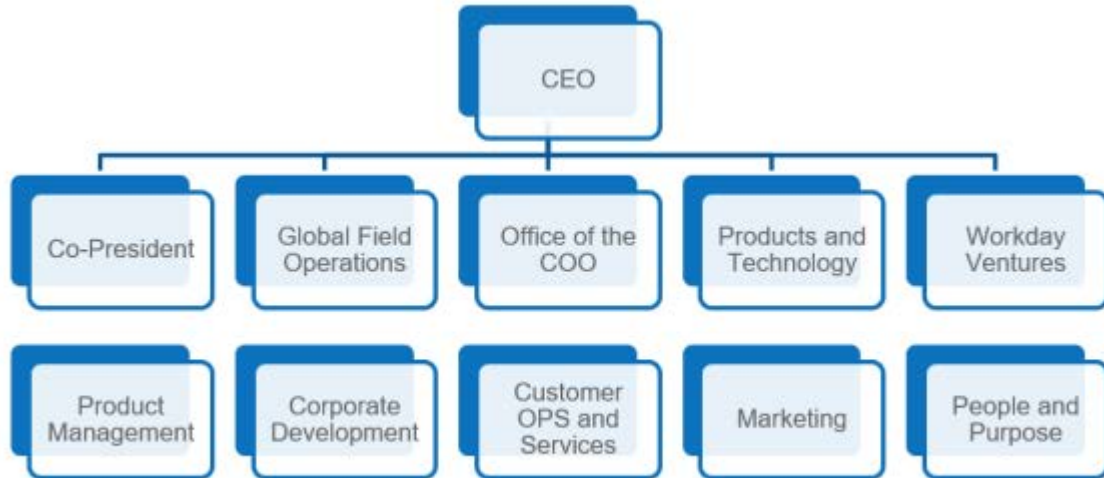 CEO
Co-President
Global Field
Operations
Office of the
COO
Products and
Technology
Workday
Ventures
Product
Management
Corporate
Development
Customer
OPS and
Services
Marketing
People and
Purpose